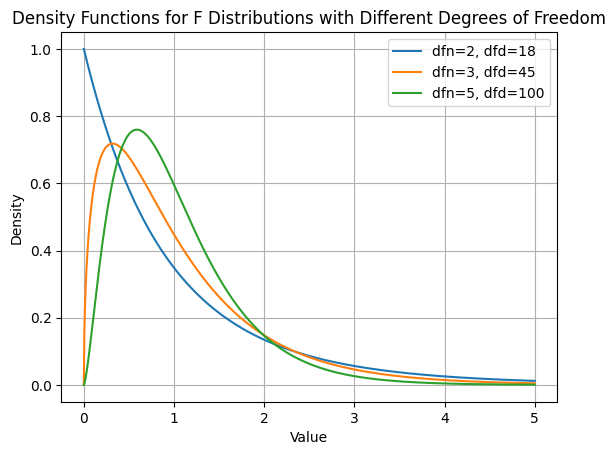 Density Functions for F Distributions with Different Degrees of Freedom
1.0
0.8
0.6
0.4
0.2
0.0
Density
dfn=2, dfd=18
dfn=3, dfd=45
dfn=5, dfd=100
0 1 2 3 4 5
Value